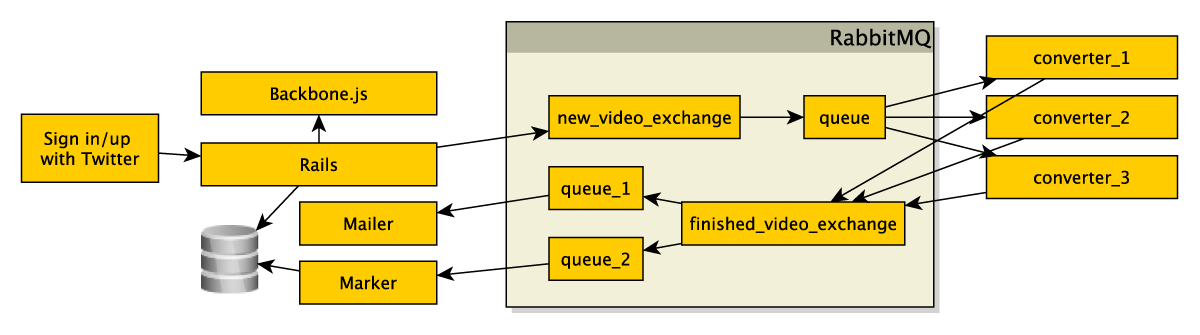 RabbitMQ
converter_1
Backbone.js
new_video_exchange
queue
converter_2
Sign in/up
with Twitter
Rails
converter_3
queue_1
Mailer
finished_video_exchange
queue_2
Marker